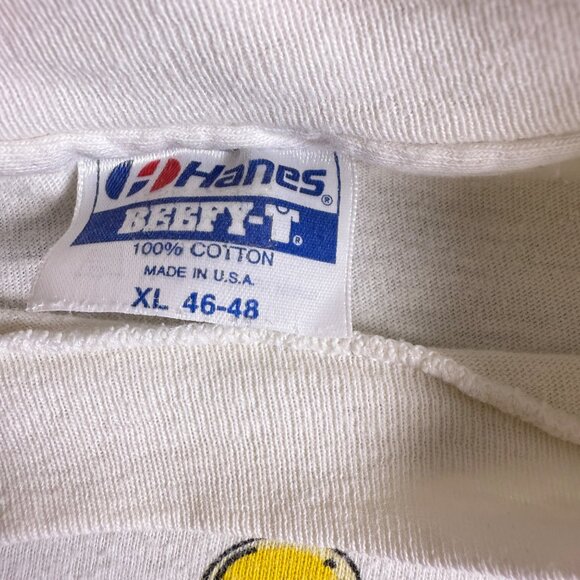 Hanes®
BEEFY-T®
100% COTTON
MADE IN U.S.A.
XL 46-48